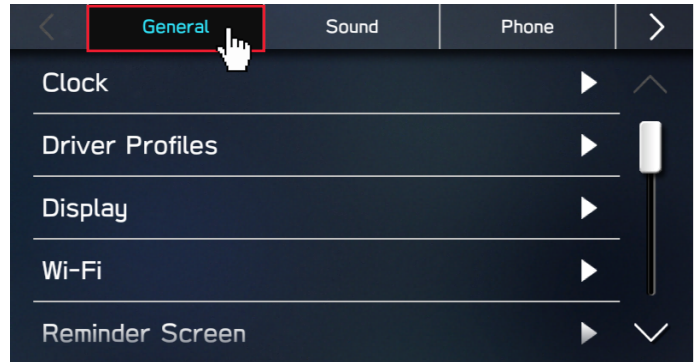 General Sound Phone
Clock
Driver Profiles
Display
Wi-Fi
Reminder Screen